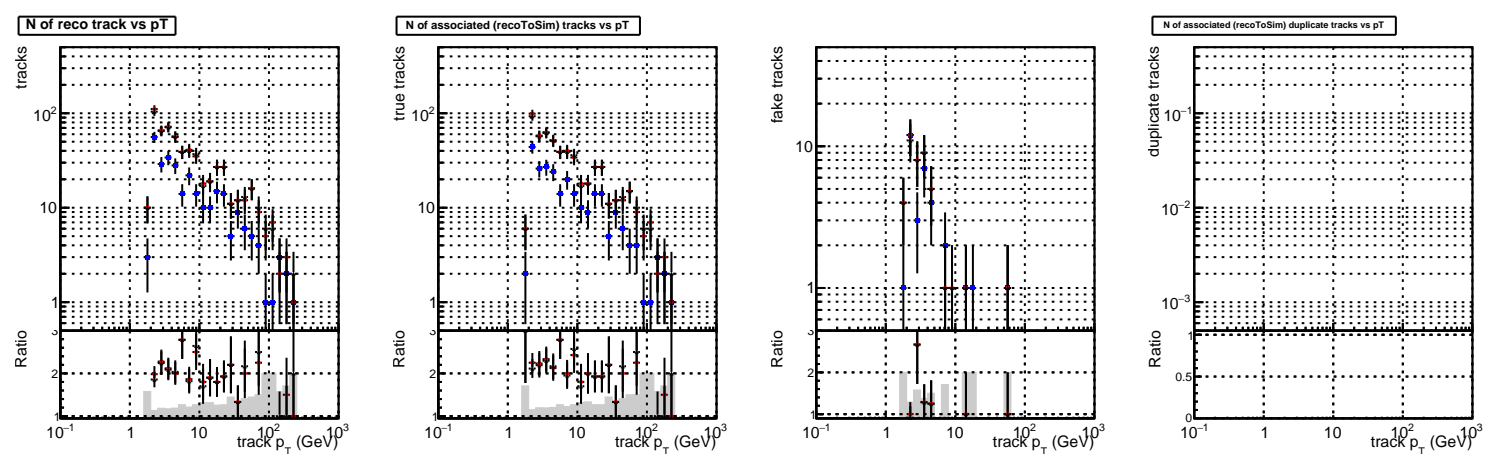 N of reco track vs pT
tracks
10²
10
1
Ratio
3
2
1
10⁻¹ 1 10 10² 10³
track p_T (GeV)
N of associated (recoToSim) tracks vs pT
true tracks
10²
10
1
Ratio
3
2
1
10⁻¹ 1 10 10² 10³
track p_T (GeV)
fake tracks
10
1
Ratio
3
2
1
10⁻¹ 1 10 10² 10³
track p_T (GeV)
N of associated (recoToSim) duplicate tracks vs pT
duplicate tracks
10⁻¹
10⁻²
10⁻³
Ratio
1
0.5
0
10⁻¹ 1 10 10² 10³
track p_T (GeV)